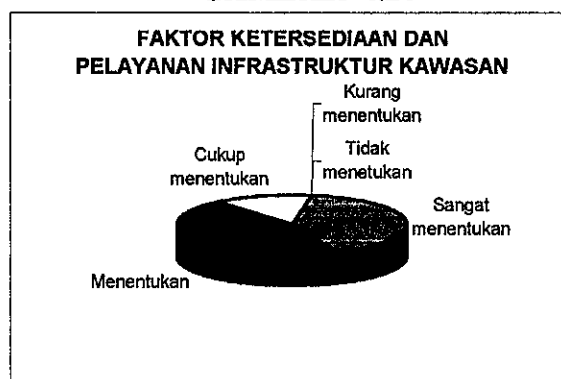 FAKTOR KETERSEDIAAN DAN
PELAYANAN INFRASTRUKTUR KAWASAN
Kurang
menentukan
Cukup
menentukan
Tidak
menetukan
Sangat
menentukan
Menentukan